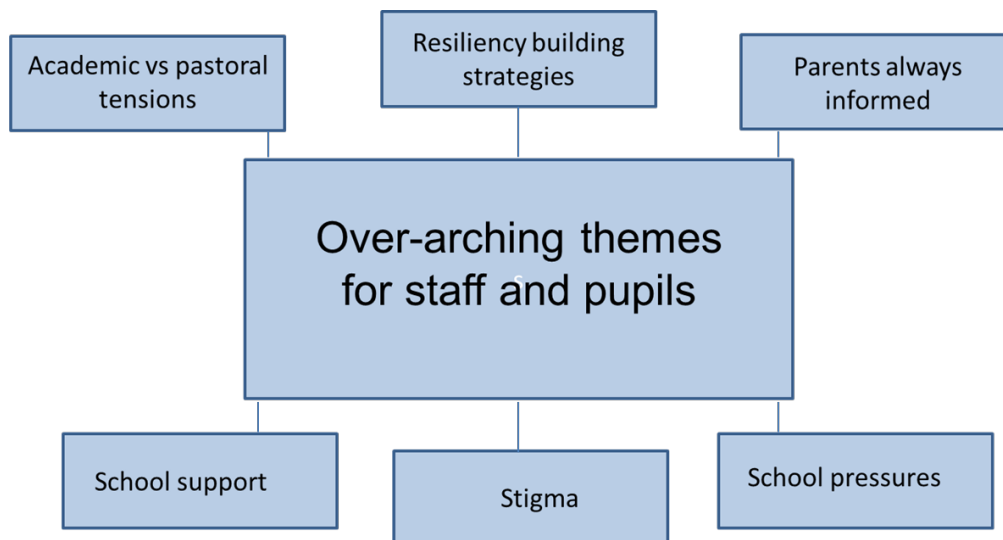 Academic vs pastoral
tensions
Resiliency building
strategies
Parents always
informed
Over-arching themes
for staff and pupils
School support
Stigma
School pressures